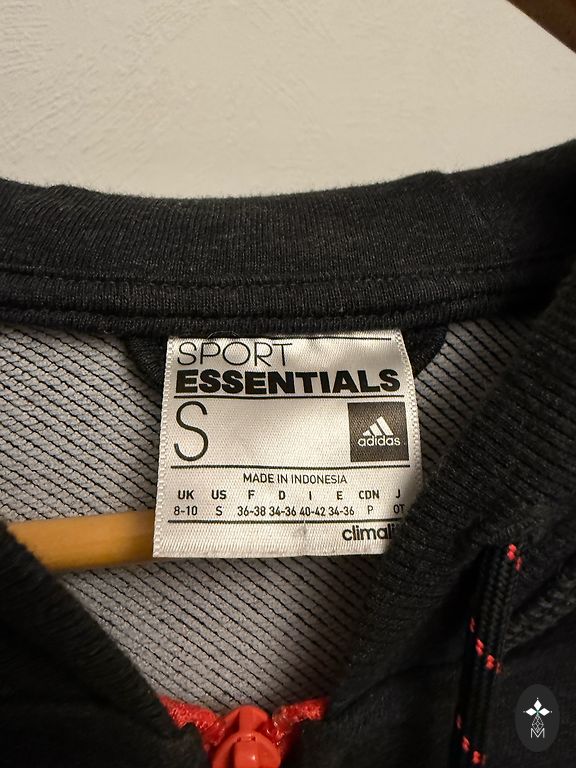 SPORT
ESSENTIALS
S
adidas
MADE IN INDONESIA
UK US F D I E CDN J
8-10 S 36-38 34-36 40-42 34-36 P OT